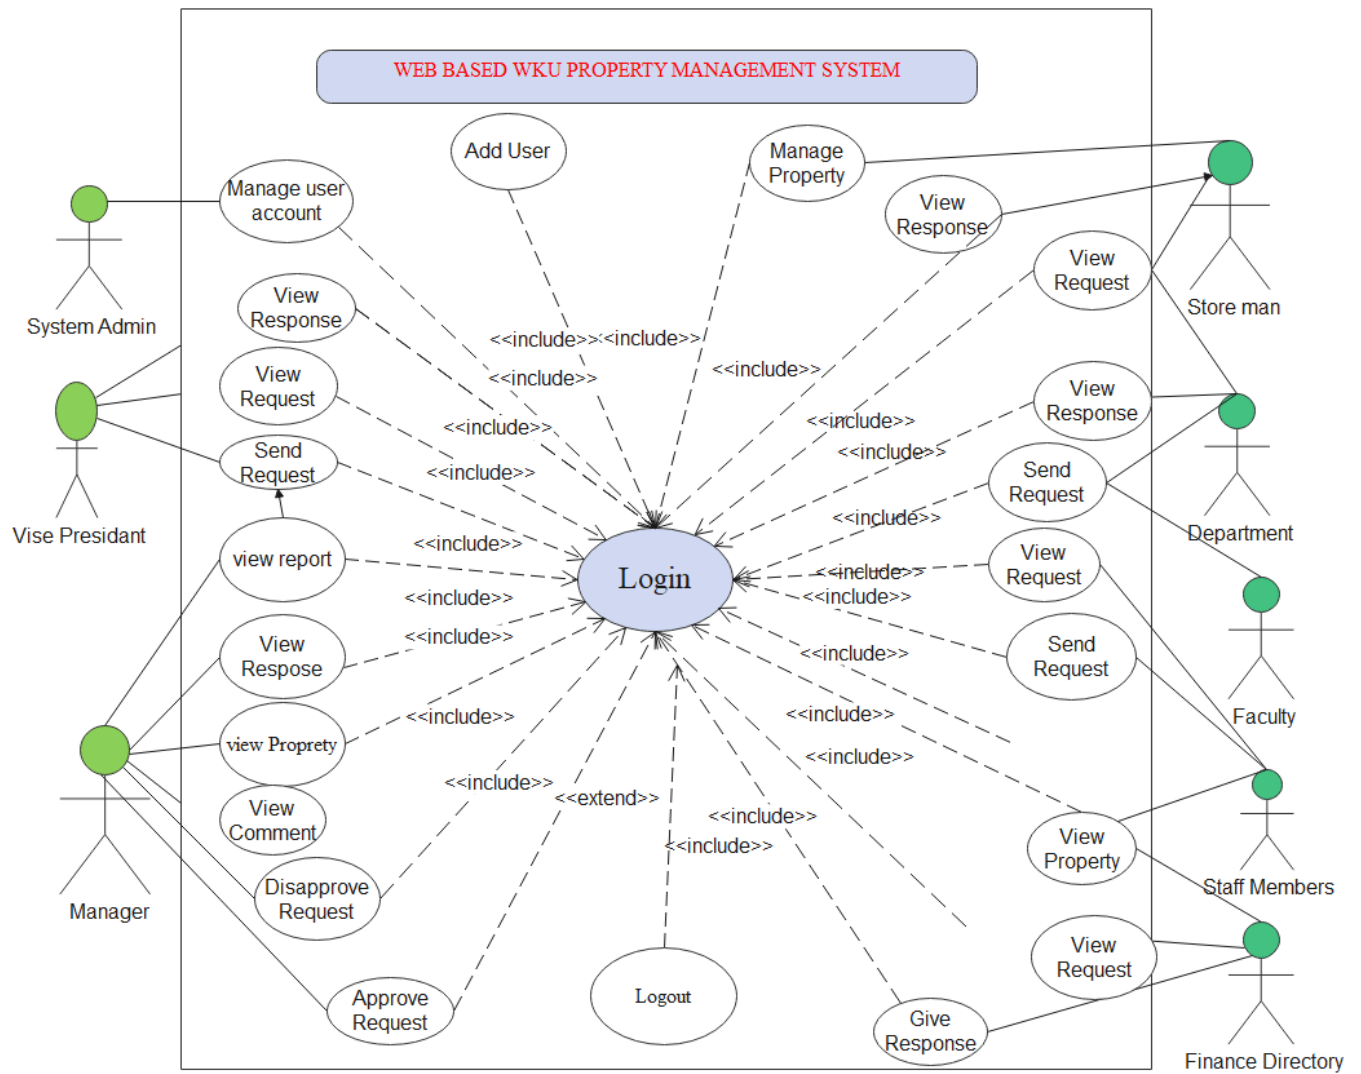 WEB BASED WKU PROPERTY MANAGEMENT SYSTEM
Add User
Manage
Property
Manage user
account
View
Response
View
Request
System Admin
Store man
View
Response
<<include>>
<<include>>
<<include>>
<<include>>
View
Request
View
Response
<<include>>
<<include>>
<<include>>
<<include>>
Send
Request
Send
Request
Vise Presidant
<<include>>
Department
<<include>>
view report
View
Request
<<include>>
<<include>>
<<include>>
Login
View
Respose
<<include>>
Send
Request
<<include>>
Faculty
<<include>>
<<include>>
view Proprety
<<include>>
<<include>>
<<extend>>
View
Comment
<<include>>
<<include>>
View
Property
Disapprove
Request
Staff Members
Manager
View
Request
Approve
Request
Logout
Give
Response
Finance Directory